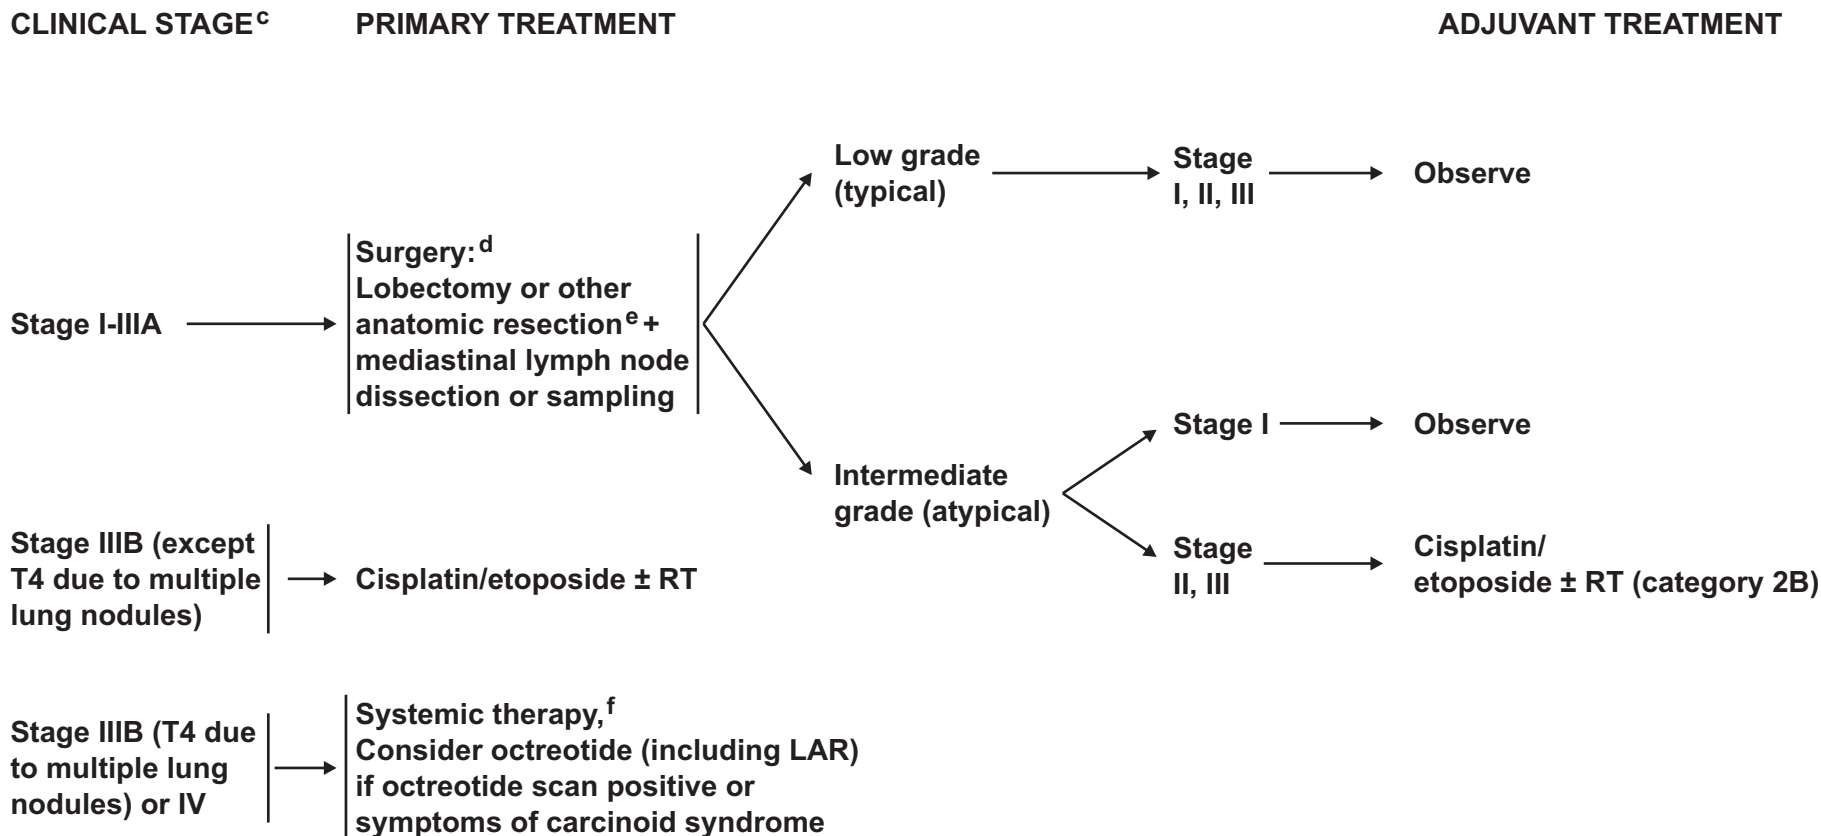 CLINICAL STAGE c
PRIMARY TREATMENT
ADJUVANT TREATMENT
Stage I-IIIA
Surgery: d
Lobectomy or other
anatomic resection e +
mediastinal lymph node
dissection or sampling
Low grade
(typical)
Stage
I, II, III
Observe
Intermediate
grade (atypical)
Stage I
Observe
Stage
II, III
Cisplatin/
etoposide ± RT (category 2B)
Stage IIIB (except
T4 due to multiple
lung nodules)
Cisplatin/etoposide ± RT
Stage IIIB (T4 due
to multiple lung
nodules) or IV
Systemic therapy, f
Consider octreotide (including LAR)
if octreotide scan positive or
symptoms of carcinoid syndrome